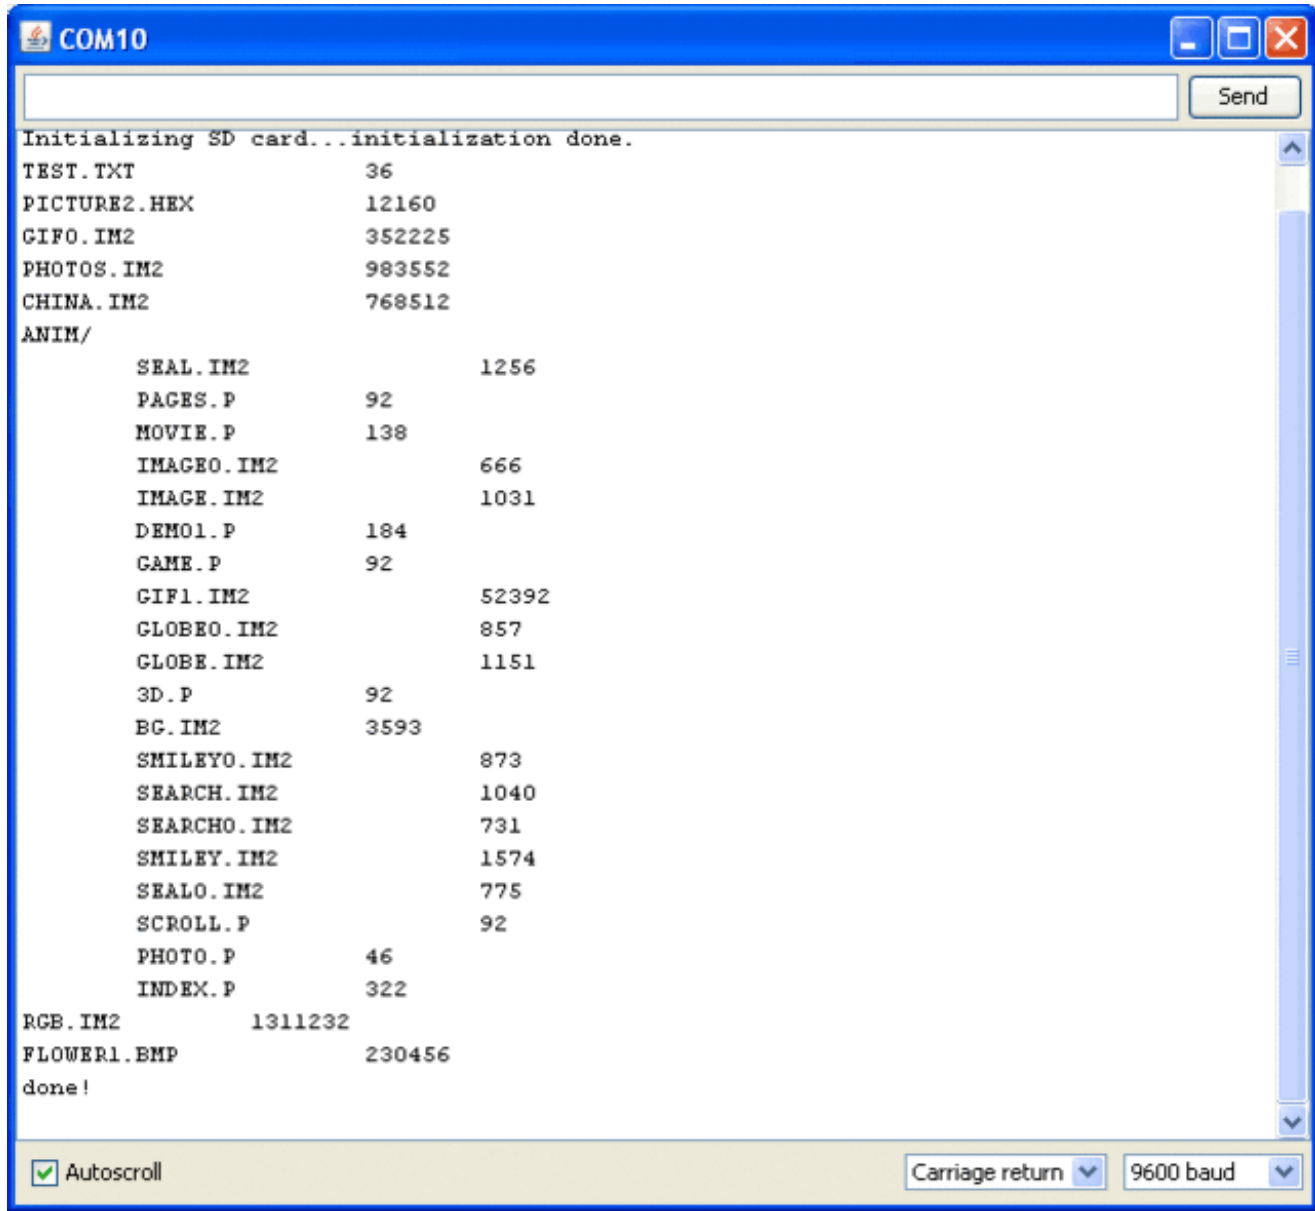 COM10
Send
Initializing SD card...initialization done.
TEST.TXT 36
PICTURE2.HEX 12160
GIF0.IM2 352225
PHOTOS.IM2 983552
CHINA.IM2 768512
ANIM/
SEAL.IM2 1256
PAGES.P 92
MOVIE.P 138
IMAGE0.IM2 666
IMAGE.IM2 1031
DEMO1.P 184
GAME.P 92
GIF1.IM2 52392
GLOBE0.IM2 857
GLOBE.IM2 1151
3D.P 92
BG.IM2 3593
SMILEY0.IM2 873
SEARCH.IM2 1040
SEARCH0.IM2 731
SMILEY.IM2 1574
SEAL0.IM2 775
SCROLL.P 92
PHOTO.P 46
INDEX.P 322
RGB.IM2 1311232
FLOWER1.BMP 230456
done!
Autoscroll Carriage return 9600 baud